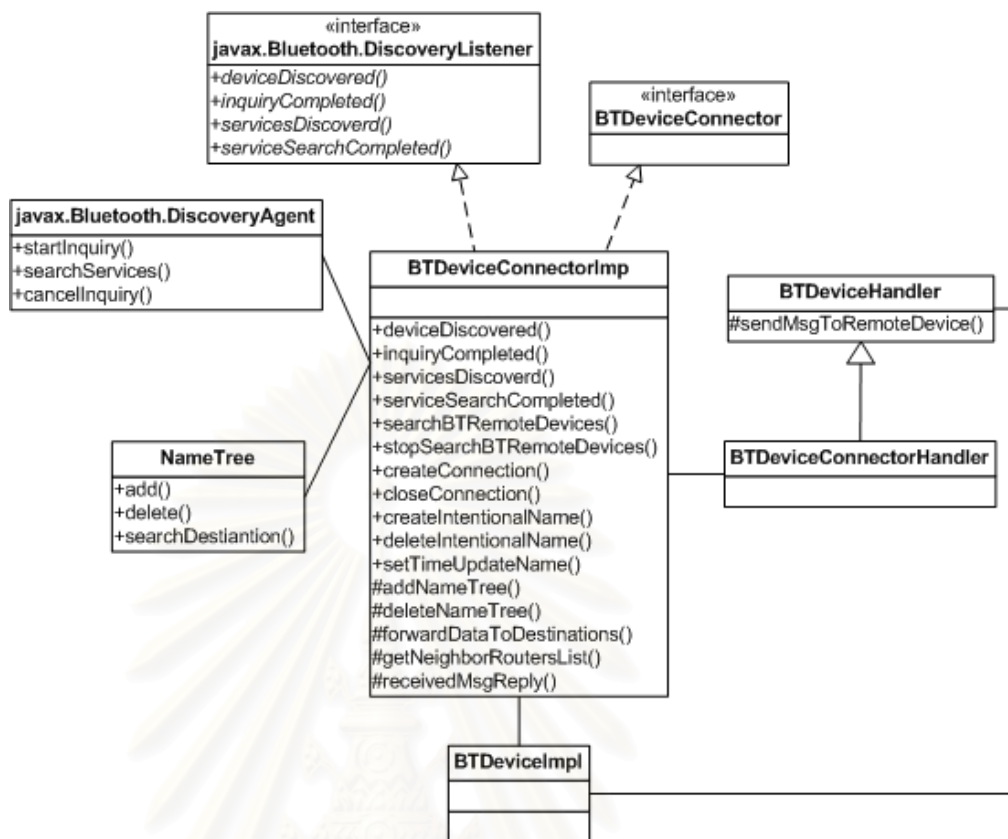 «interface»
javax.Bluetooth.DiscoveryListener
+deviceDiscovered()
+inquiryCompleted()
+servicesDiscoverd()
+serviceSearchCompleted()
«interface»
BTDeviceConnector
javax.Bluetooth.DiscoveryAgent
+startInquiry()
+searchServices()
+cancelInquiry()
BTDeviceConnectorImp
+deviceDiscovered()
+inquiryCompleted()
+servicesDiscoverd()
+serviceSearchCompleted()
+searchBTRemoteDevices()
+stopSearchBTRemoteDevices()
+createConnection()
+closeConnection()
+createIntentionalName()
+deleteIntentionalName()
+setTimeUpdateName()
#addNameTree()
#deleteNameTree()
#forwardDataToDestinations()
#getNeighborRoutersList()
#receivedMsgReply()
BTDeviceHandler
#sendMsgToRemoteDevice()
NameTree
+add()
+delete()
+searchDestiantion()
BTDeviceConnectorHandler
BTDeviceImpl